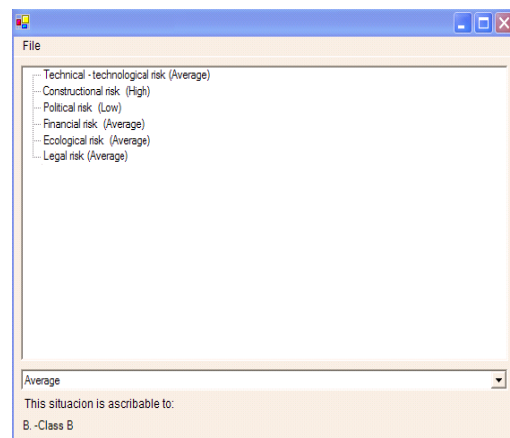 File
Technical - technological risk (Average)
Constructional risk (High)
Political risk (Low)
Financial risk (Average)
Ecological risk (Average)
Legal risk (Average)
Average
This situacion is ascribable to:
B. -Class B